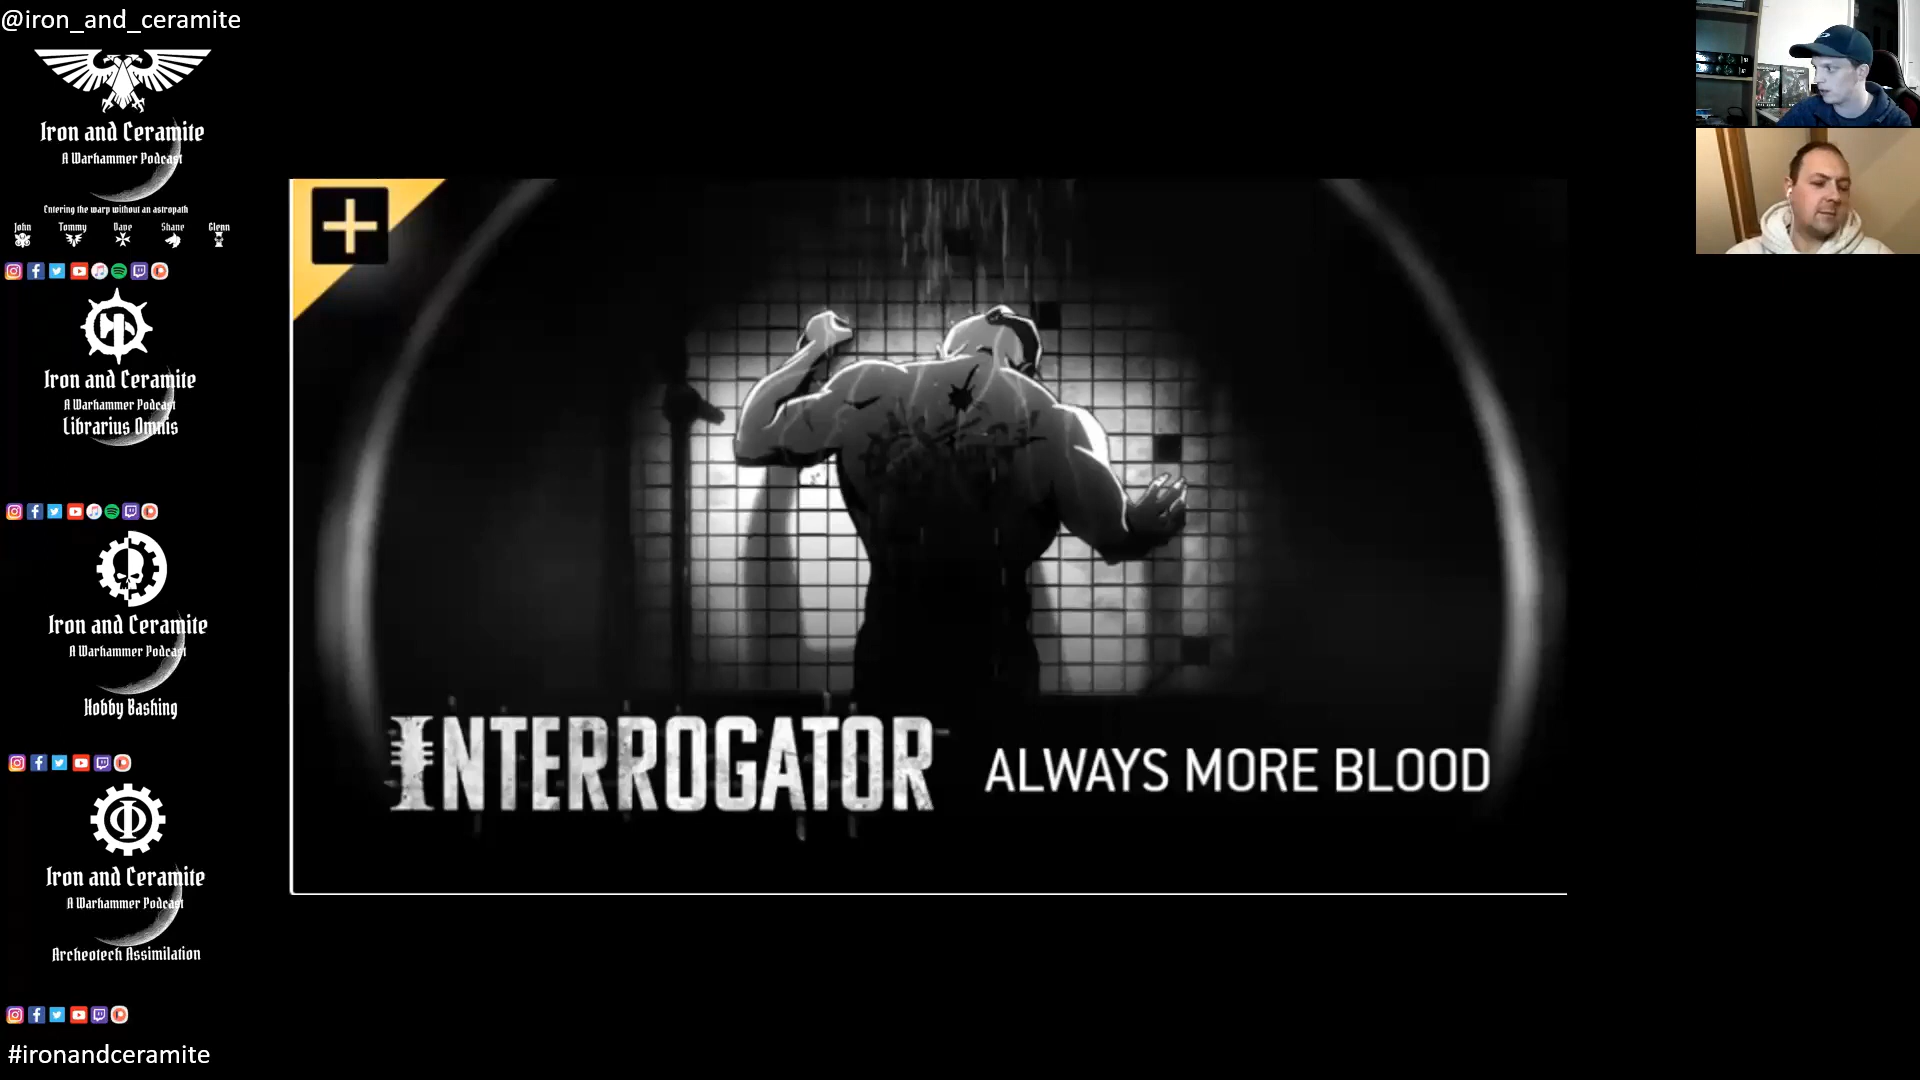 @iron_and_ceramite
Iron and Ceramite
A Warhammer Podcast
Entering the warp without an astropath
John Tommy Dave Shane Glenn
Iron and Ceramite
A Warhammer Podcast
Librarius Omnis
Iron and Ceramite
A Warhammer Podcast
Hobby Bashing
Iron and Ceramite
A Warhammer Podcast
Archeotech Assimilation
#ironandceramite
INTERROGATOR
ALWAYS MORE BLOOD